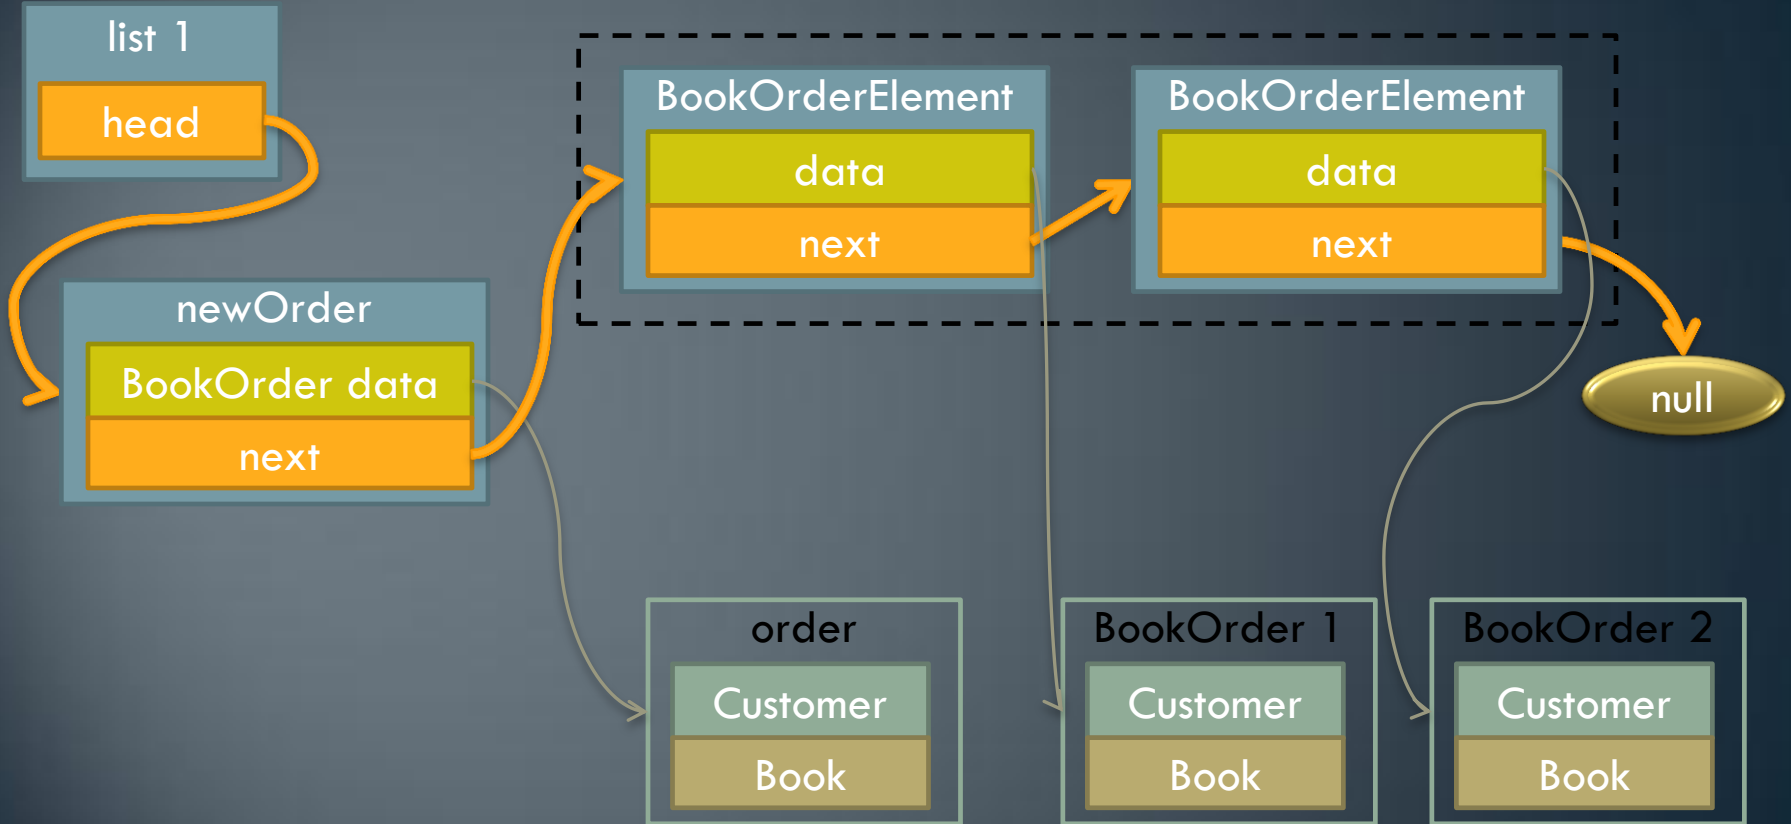 list 1
head
BookOrderElement
data
next
BookOrderElement
data
next
newOrder
BookOrder data
next
null
order
Customer
Book
BookOrder 1
Customer
Book
BookOrder 2
Customer
Book